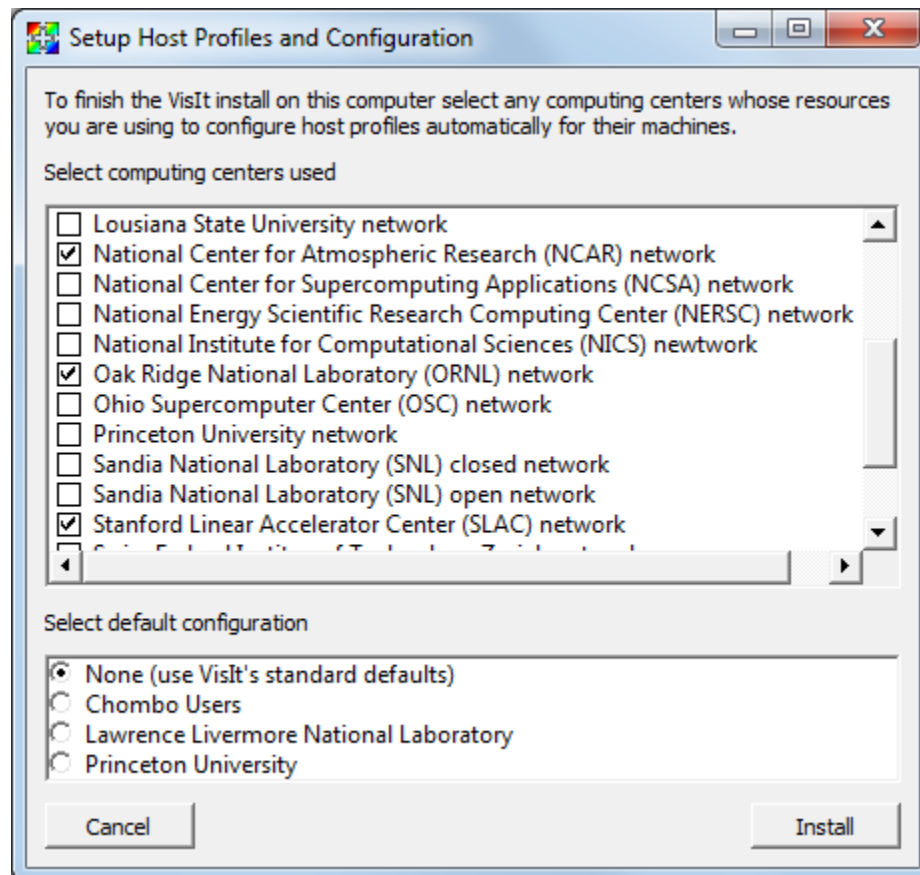 Setup Host Profiles and Configuration
To finish the VisIt install on this computer select any computing centers whose resources
you are using to configure host profiles automatically for their machines.
Select computing centers used
Lousiana State University network
National Center for Atmospheric Research (NCAR) network
National Center for Supercomputing Applications (NCSA) network
National Energy Scientific Research Computing Center (NERSC) network
National Institute for Computational Sciences (NICS) newtwork
Oak Ridge National Laboratory (ORNL) network
Ohio Supercomputer Center (OSC) network
Princeton University network
Sandia National Laboratory (SNL) closed network
Sandia National Laboratory (SNL) open network
Stanford Linear Accelerator Center (SLAC) network
Select default configuration
None (use VisIt's standard defaults)
Chombo Users
Lawrence Livermore National Laboratory
Princeton University
Cancel
Install